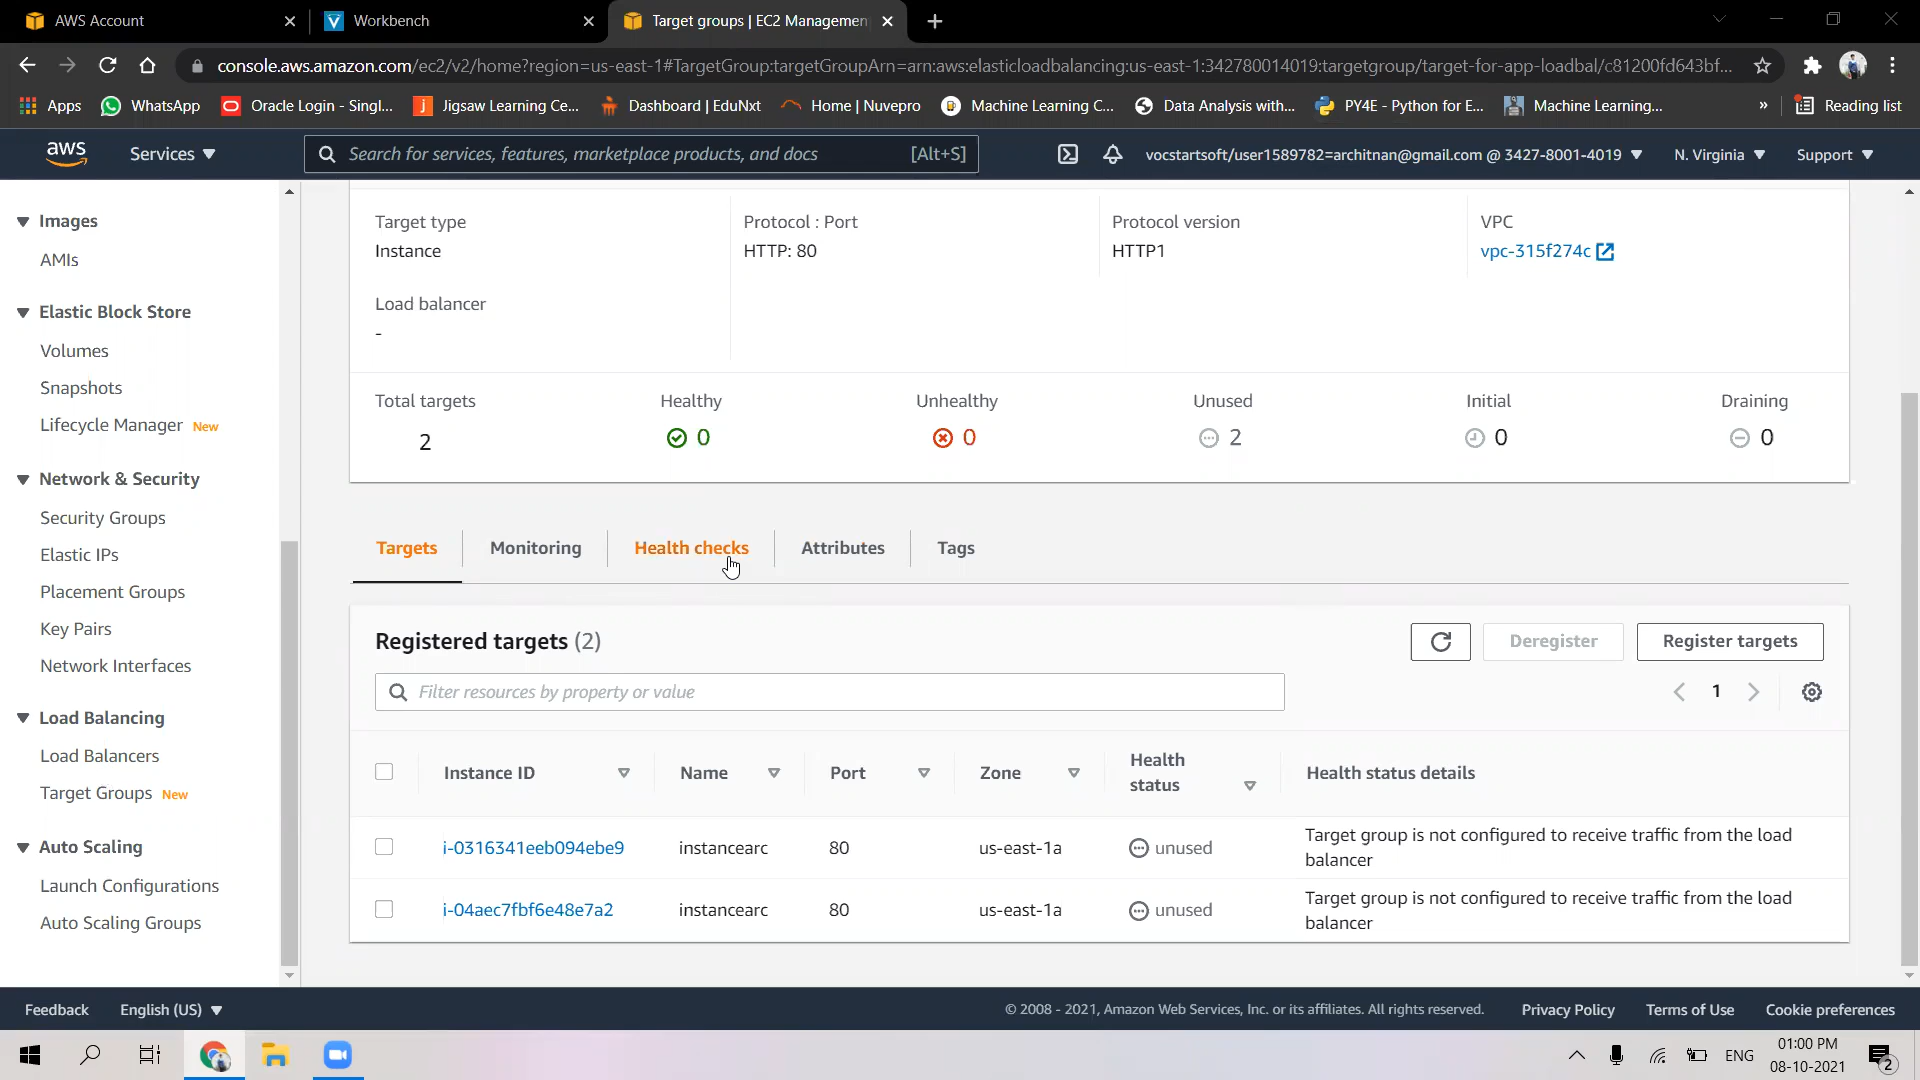 AWS Account
Workbench
Target groups | EC2 Managemen
console.aws.amazon.com/ec2/v2/home?region=us-east-1#TargetGroup:targetGroupArn=arn:aws:elasticloadbalancing:us-east-1:342780014019:targetgroup/target-for-app-loadbal/c81200fd643bf...
Apps WhatsApp Oracle Login - Singl... Jigsaw Learning Ce... Dashboard | EduNxt Home | Nuvepro Machine Learning C... Data Analysis with... PY4E - Python for E... Machine Learning... » Reading list
aws Services Search for services, features, marketplace products, and docs [Alt+S] vocstartsoft/user1589782=architnan@gmail.com @ 3427-8001-4019 N. Virginia Support
Images
AMIs
Elastic Block Store
Volumes
Snapshots
Lifecycle Manager New
Network & Security
Security Groups
Elastic IPs
Placement Groups
Key Pairs
Network Interfaces
Load Balancing
Load Balancers
Target Groups New
Auto Scaling
Launch Configurations
Auto Scaling Groups
Target type Protocol : Port Protocol version VPC
Instance HTTP: 80 HTTP1 vpc-315f274c
Load balancer
-
Total targets Healthy Unhealthy Unused Initial Draining
2 0 0 2 0 0
Targets Monitoring Health checks Attributes Tags
Registered targets (2) Deregister Register targets
Filter resources by property or value 1
Instance ID Name Port Zone Health status Health status details
i-0316341eeb094ebe9 instancearc 80 us-east-1a unused Target group is not configured to receive traffic from the load
balancer
i-04aec7fbf6e48e7a2 instancearc 80 us-east-1a unused Target group is not configured to receive traffic from the load
balancer
Feedback English (US) © 2008 - 2021, Amazon Web Services, Inc. or its affiliates. All rights reserved. Privacy Policy Terms of Use Cookie preferences
ENG 01:00 PM
08-10-2021 2